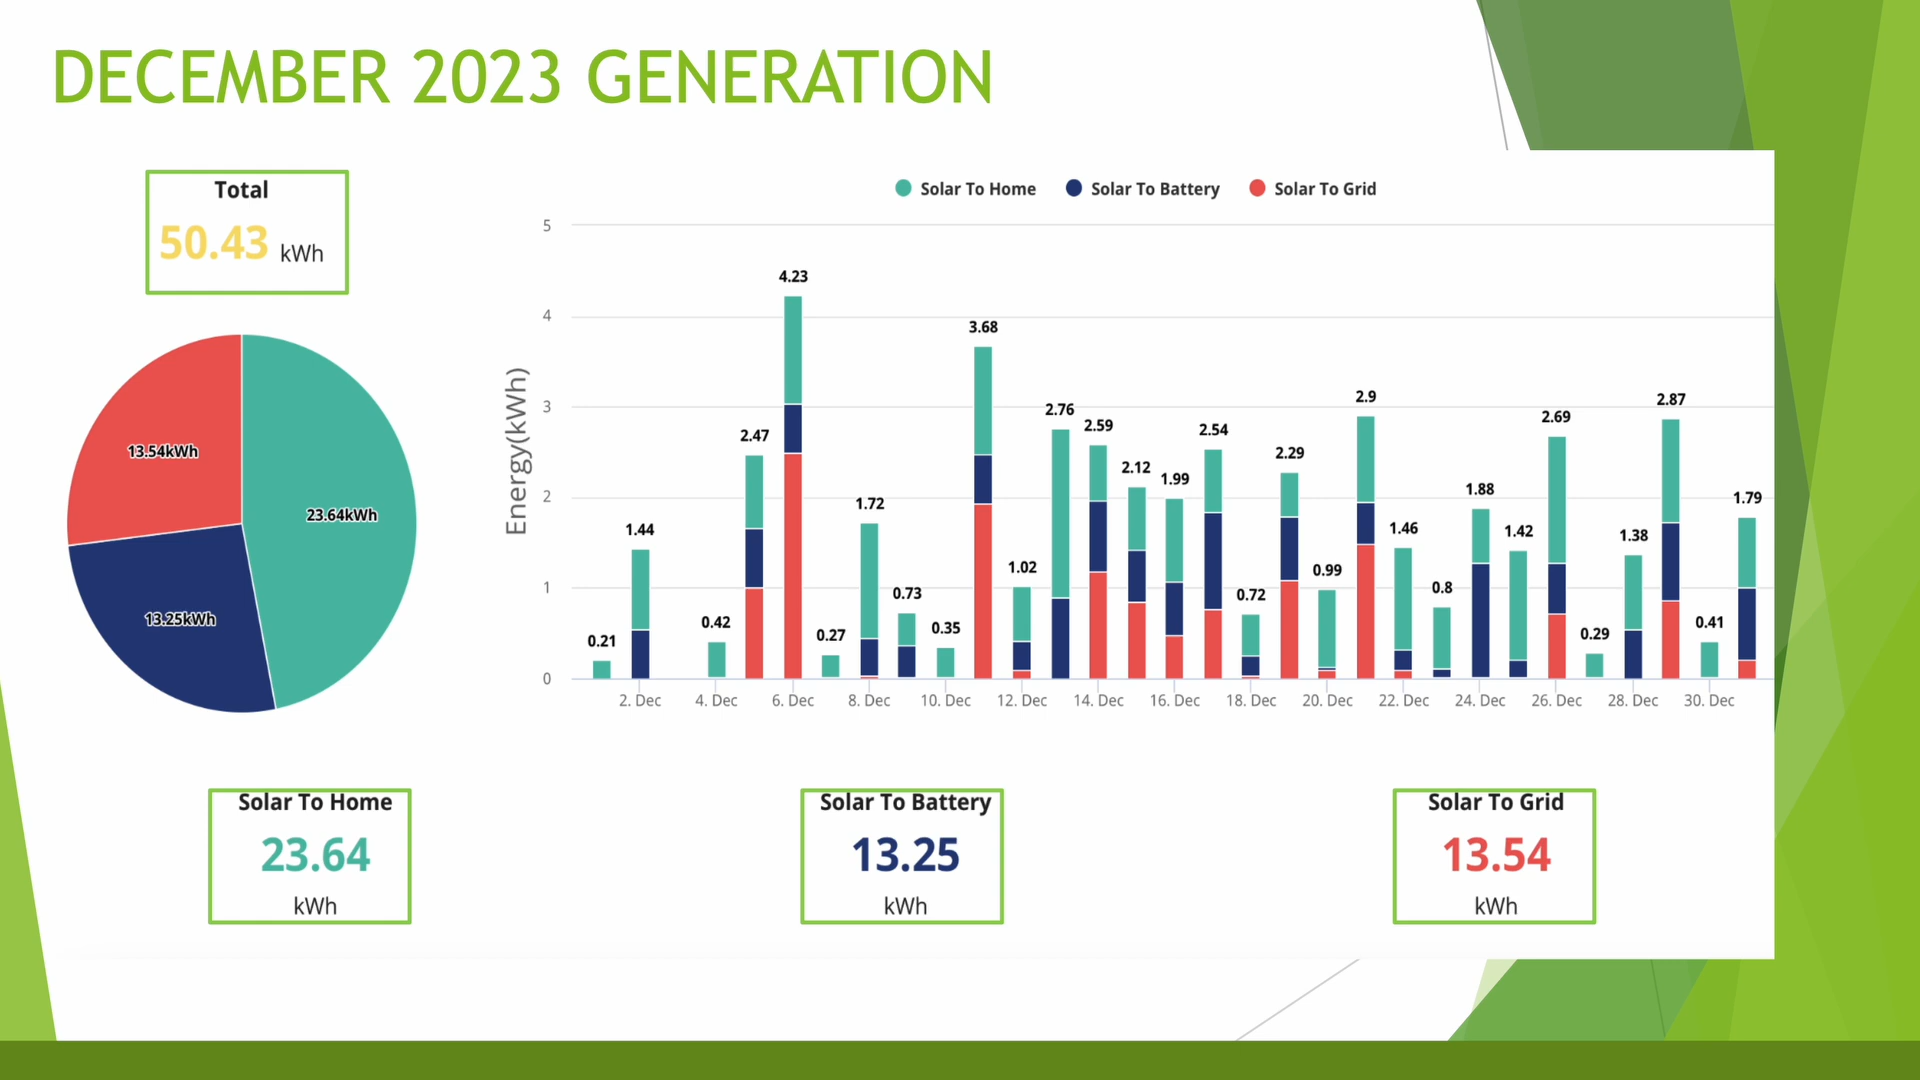 DECEMBER 2023 GENERATION
Total
50.43 kWh
13.54kWh
23.64kWh
13.25kWh
Solar To Home Solar To Battery Solar To Grid
Energy(kWh)
5
4
3
2
1
0
0.21 1.44 0.42 2.47 4.23 0.27 1.72 0.73 0.35 3.68 1.02 2.76 2.59 2.12 1.99 2.54 0.72 2.29 0.99 2.9 1.46 0.8 1.88 1.42 2.69 0.29 1.38 2.87 0.41 1.79
2. Dec 4. Dec 6. Dec 8. Dec 10. Dec 12. Dec 14. Dec 16. Dec 18. Dec 20. Dec 22. Dec 24. Dec 26. Dec 28. Dec 30. Dec
Solar To Home
23.64
kWh
Solar To Battery
13.25
kWh
Solar To Grid
13.54
kWh